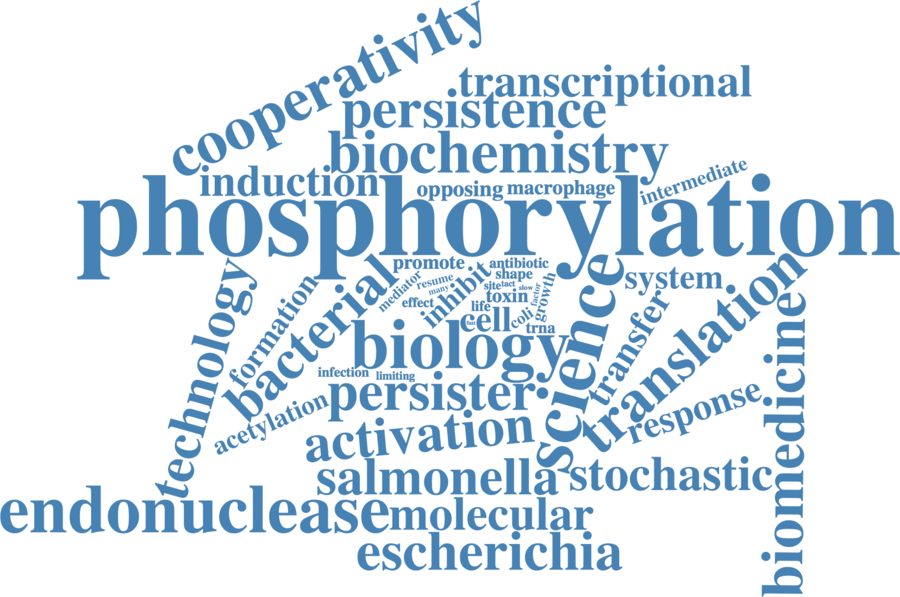 cooperativity
transcriptional
persistence
biochemistry
induction
opposing
macrophage
intermediate
phosphorylation
promote
antibiotic
shape
system
technology
formation
bacterial
mediator
resume
many
effect
inhibit
site
tact
slow
toxin
factor
growth
life
fast
cell
coli
trna
science
transfer
translation
biomedicine
biology
infection
limiting
persister
acetylation
response
activation
salmonella
stochastic
endonuclease
molecular
escherichia